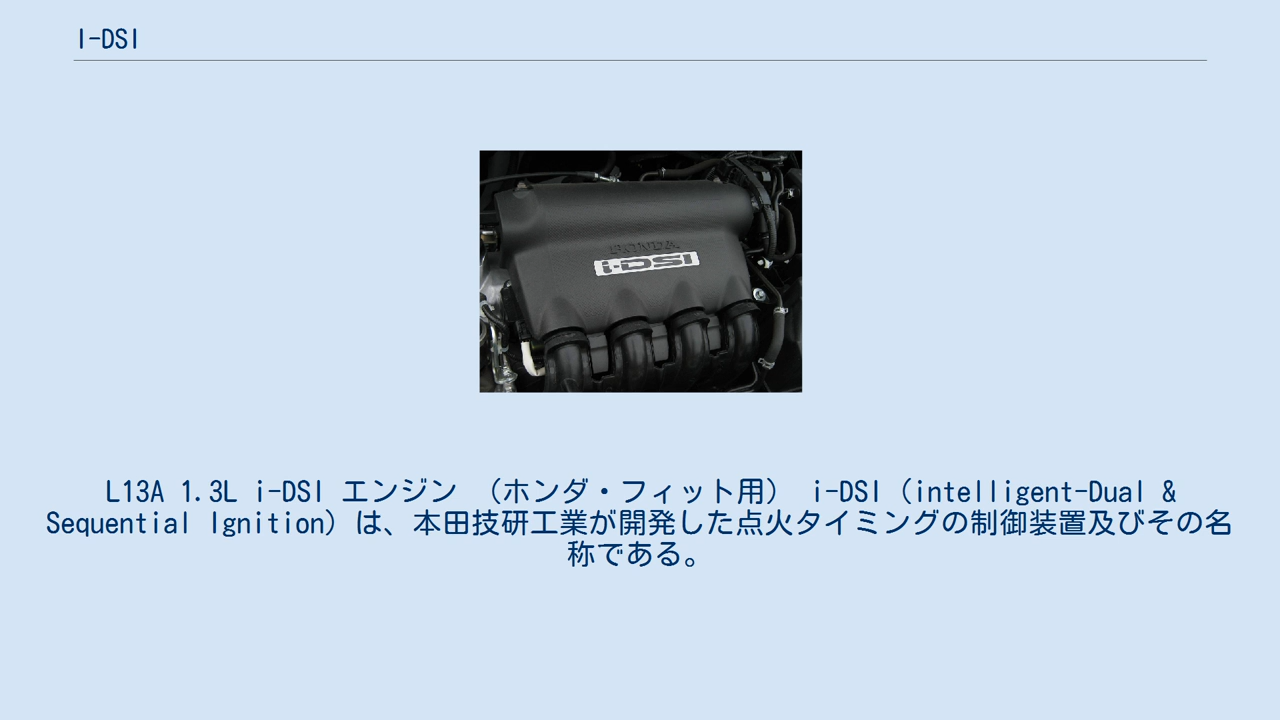 I-DSI
HONDA
i-DSI
L13A 1.3L i-DSI エンジン （ホンダ・フィット用） i-DSI（intelligent-Dual &
Sequential Ignition）は、本田技研工業が開発した点火タイミングの制御装置及びその名
称である。